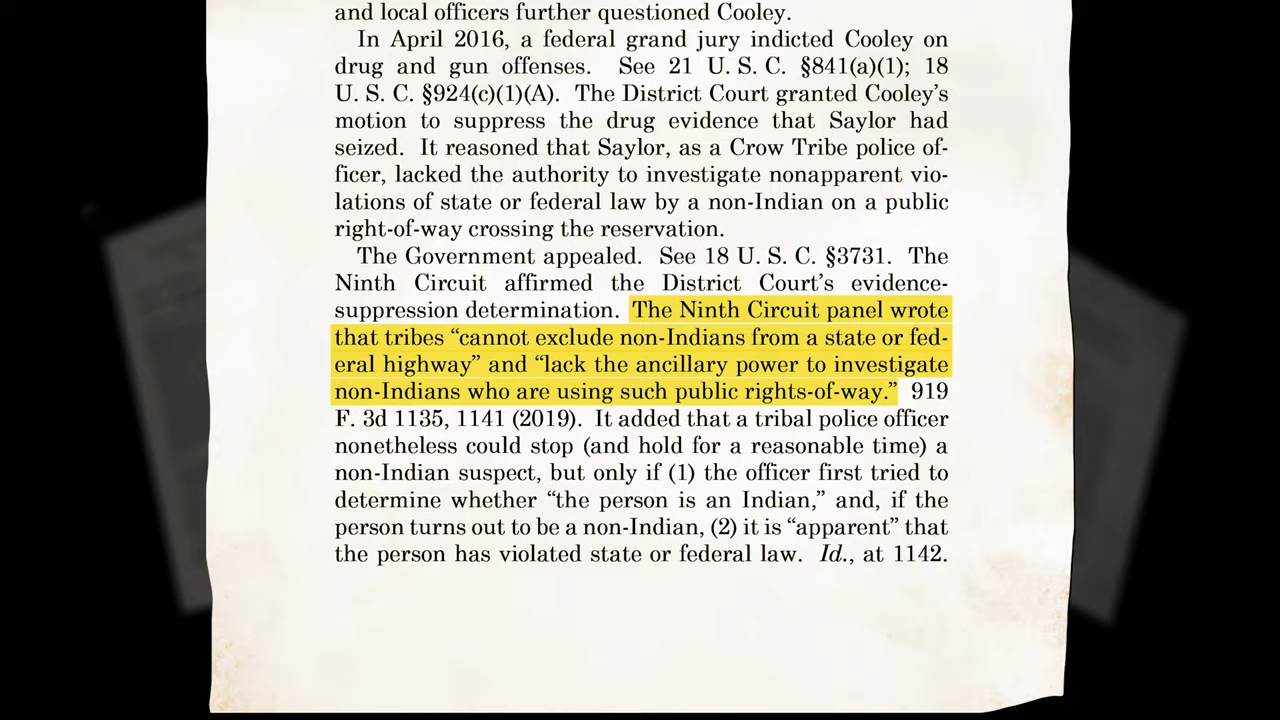 and local officers further questioned Cooley.
In April 2016, a federal grand jury indicted Cooley on
drug and gun offenses. See 21 U. S. C. §841(a)(1); 18
U. S. C. §924(c)(1)(A). The District Court granted Cooley’s
motion to suppress the drug evidence that Saylor had
seized. It reasoned that Saylor, as a Crow Tribe police of-
ficer, lacked the authority to investigate nonapparent vio-
lations of state or federal law by a non-Indian on a public
right-of-way crossing the reservation.
The Government appealed. See 18 U. S. C. §3731. The
Ninth Circuit affirmed the District Court’s evidence-
suppression determination. The Ninth Circuit panel wrote
that tribes “cannot exclude non-Indians from a state or fed-
eral highway” and “lack the ancillary power to investigate
non-Indians who are using such public rights-of-way.” 919
F. 3d 1135, 1141 (2019). It added that a tribal police officer
nonetheless could stop (and hold for a reasonable time) a
non-Indian suspect, but only if (1) the officer first tried to
determine whether “the person is an Indian,” and, if the
person turns out to be a non-Indian, (2) it is “apparent” that
the person has violated state or federal law. Id., at 1142.